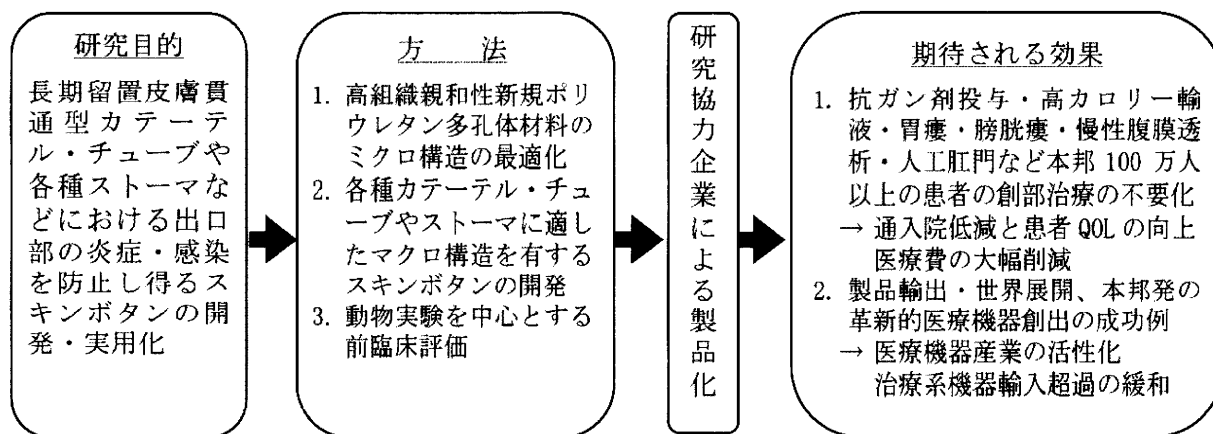 研究目的
長期留置皮膚貫
通型カテーテ
ル・チューブや
各種ストーマな
どにおける出口
部の炎症・感染
を防止し得るス
キンボタンの開
発・実用化
方 法
1. 高組織親和性新規ポリ
ウレタン多孔体材料の
ミクロ構造の最適化
2. 各種カテーテル・チュ
ーブやストーマに適し
たマクロ構造を有する
スキンボタンの開発
3. 動物実験を中心とする
前臨床評価
研究協力企業による製品化
期待される効果
1. 抗ガン剤投与・高カロリー輸
液・胃瘻・膀胱瘻・慢性腹膜透
析・人工肛門など本邦 100 万人
以上の患者の創部治療の不要化
→ 通入院低減と患者 QOL の向上
医療費の大幅削減
2. 製品輸出・世界展開、本邦発の
革新的医療機器創出の成功例
→ 医療機器産業の活性化
治療系機器輸入超過の緩和